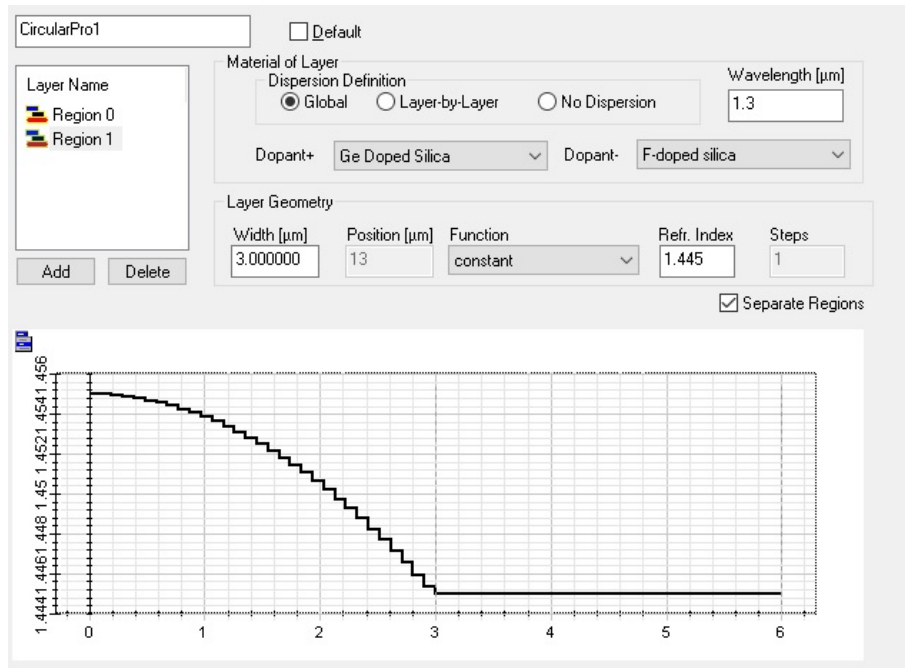 CircularPro1
Default
Layer Name
Region 0
Region 1
Add Delete
Material of Layer
Dispersion Definition
Global Layer-by-Layer No Dispersion
Wavelength [µm]
1.3
Dopant+ Ge Doped Silica Dopant- F-doped silica
Layer Geometry
Width [µm] Position [µm] Function Refr. Index Steps
3.000000 13 constant 1.445 1
Separate Regions
1.456
1.454
1.452
1.45
1.448
1.446
1.444
0 1 2 3 4 5 6